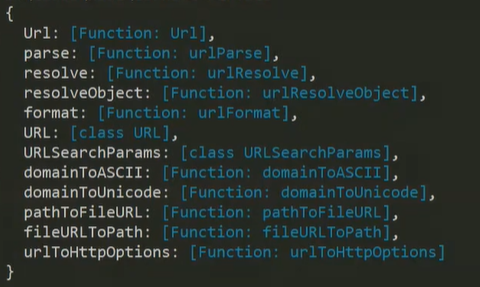 {
Url: [Function: Url],
parse: [Function: urlParse],
resolve: [Function: urlResolve],
resolveObject: [Function: urlResolveObject],
format: [Function: urlFormat],
URL: [class URL],
URLSearchParams: [class URLSearchParams],
domainToASCII: [Function: domainToASCII],
domainToUnicode: [Function: domainToUnicode],
pathToFileURL: [Function: pathToFileURL],
fileURLToPath: [Function: fileURLToPath],
urlToHttpOptions: [Function: urlToHttpOptions]
}